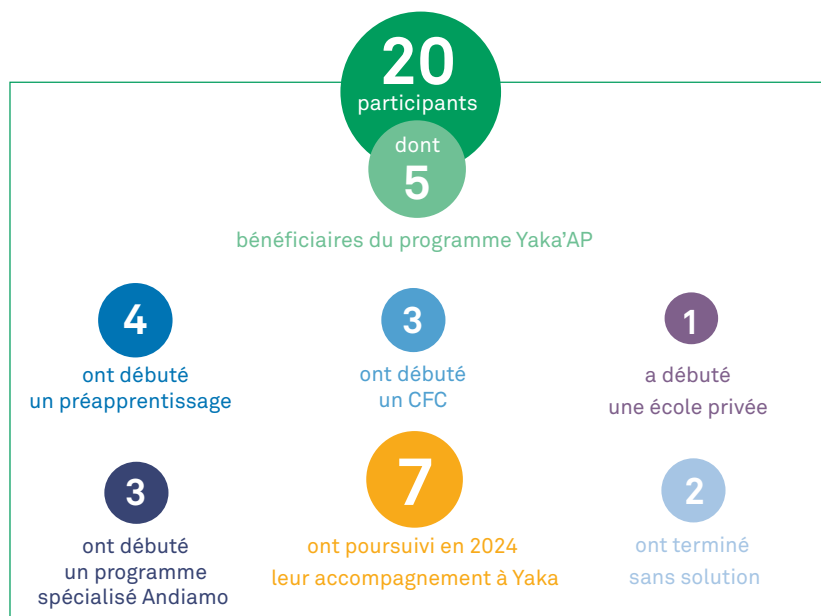 20
participants
dont
5
bénéficiaires du programme Yaka’AP
4
ont débuté
un préapprentissage
3
ont débuté
un CFC
1
a débuté
une école privée
3
ont débuté
un programme
spécialisé Andiamo
7
ont poursuivi en 2024
leur accompagnement à Yaka
2
ont terminé
sans solution